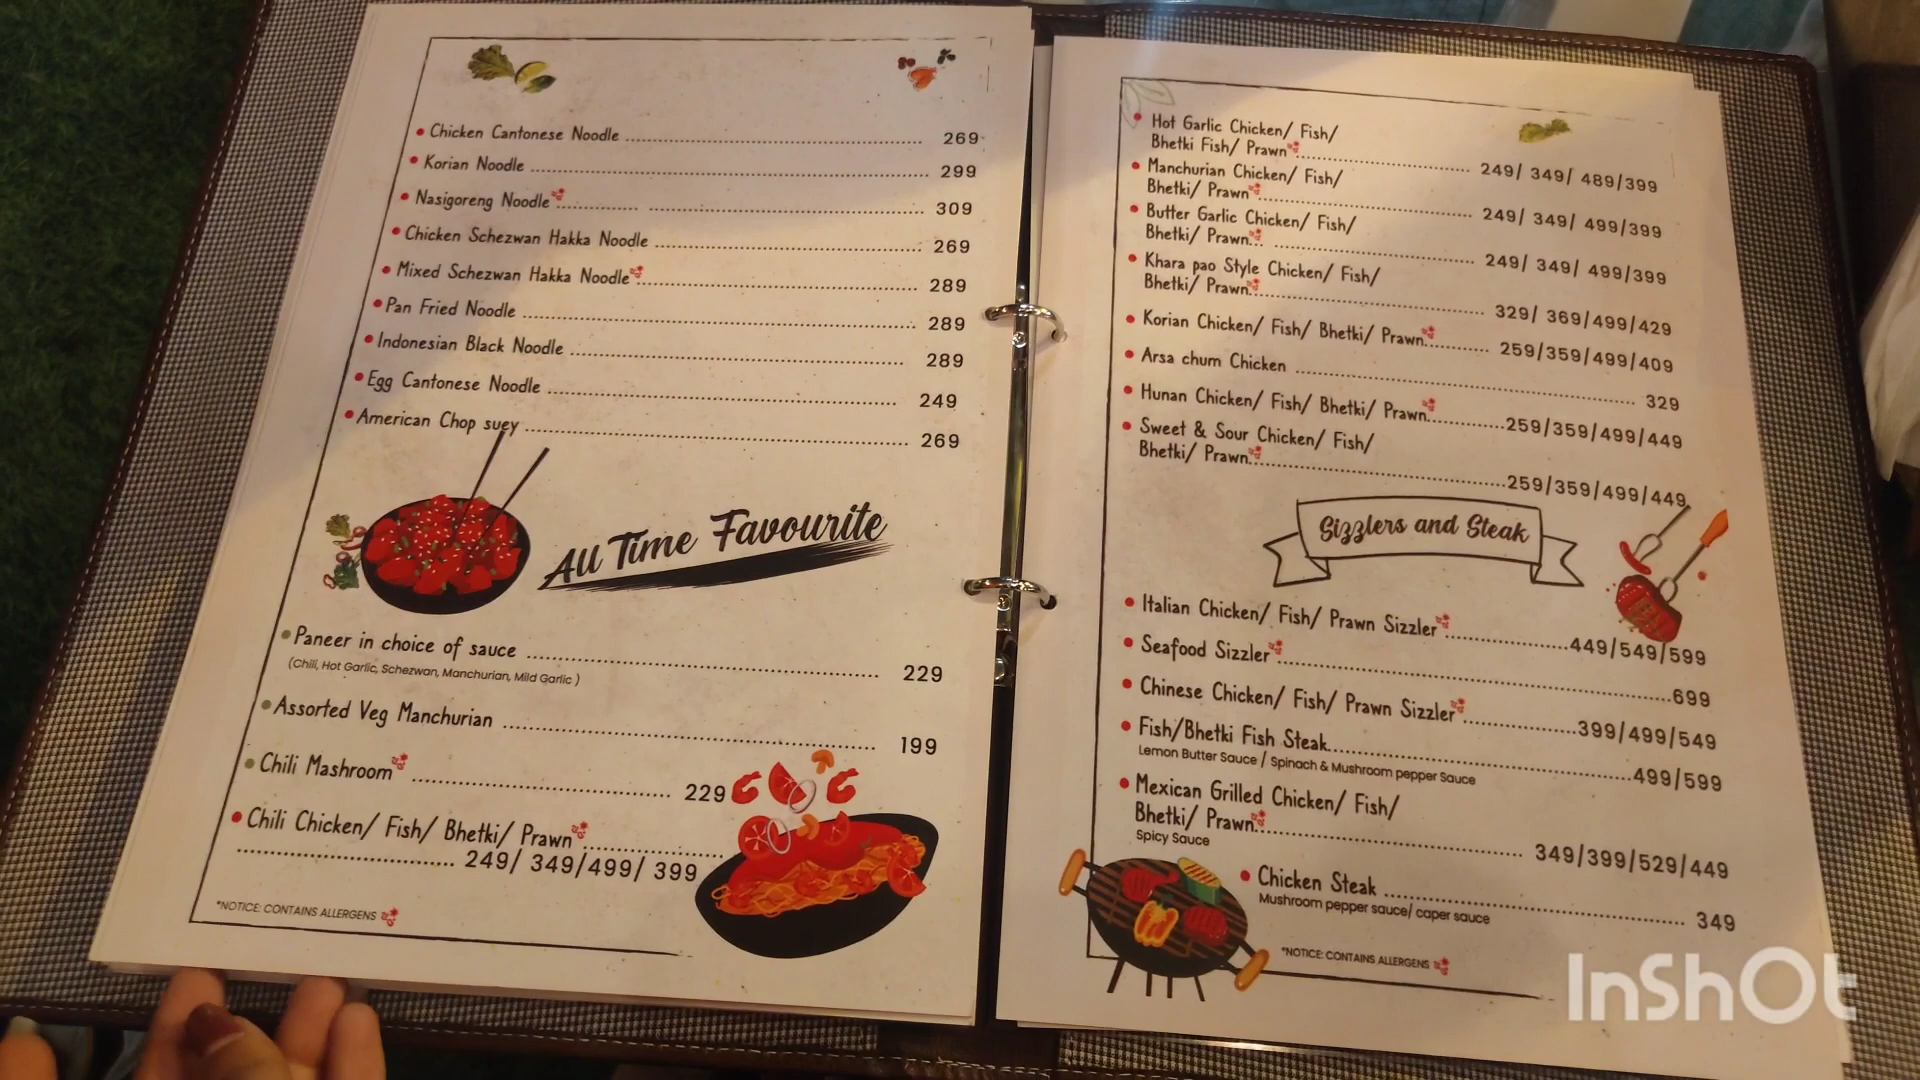 Chicken Cantonese Noodle ........ 269
Korian Noodle ........ 299
Nasigoreng Noodle ........ 309
Chicken Schezwan Hakka Noodle ........ 269
Mixed Schezwan Hakka Noodle ........ 289
Pan Fried Noodle ........ 289
Indonesian Black Noodle ........ 289
Egg Cantonese Noodle ........ 249
American Chop suey ........ 269
All Time Favourite
Paneer in choice of sauce ........ 229
(Chili, Hot Garlic, Schezwan, Manchurian, Mild Garlic )
Assorted Veg Manchurian ........ 199
Chili Mashroom ........ 229
Chili Chicken/ Fish/ Bhetki/ Prawn ........
........ 249/ 349/499/ 399
*NOTICE: CONTAINS ALLERGENS
Hot Garlic Chicken/ Fish/
Bhetki Fish/ Prawn ........ 249/ 349/ 489/399
Manchurian Chicken/ Fish/
Bhetki/ Prawn ........ 249/ 349/ 499/399
Butter Garlic Chicken/ Fish/
Bhetki/ Prawn ........ 249/ 349/ 499/399
Khara pao Style Chicken/ Fish/
Bhetki/ Prawn ........ 329/ 369/499/429
Korian Chicken/ Fish/ Bhetki/ Prawn ........ 259/359/499/409
Arsa chum Chicken ........ 329
Hunan Chicken/ Fish/ Bhetki/ Prawn ........ 259/359/499/449
Sweet & Sour Chicken/ Fish/
Bhetki/ Prawn ........ 259/359/499/449
Sizzlers and Steak
Italian Chicken/ Fish/ Prawn Sizzler ........ 449/549/599
Seafood Sizzler ........ 699
Chinese Chicken/ Fish/ Prawn Sizzler ........ 399/499/549
Fish/Bhetki Fish Steak ........ 499/599
Lemon Butter Sauce / Spinach & Mushroom pepper Sauce
Mexican Grilled Chicken/ Fish/
Bhetki/ Prawn ........ 349/399/529/449
Spicy Sauce
Chicken Steak ........ 349
Mushroom pepper sauce/ caper sauce
*NOTICE: CONTAINS ALLERGENS
InShOt